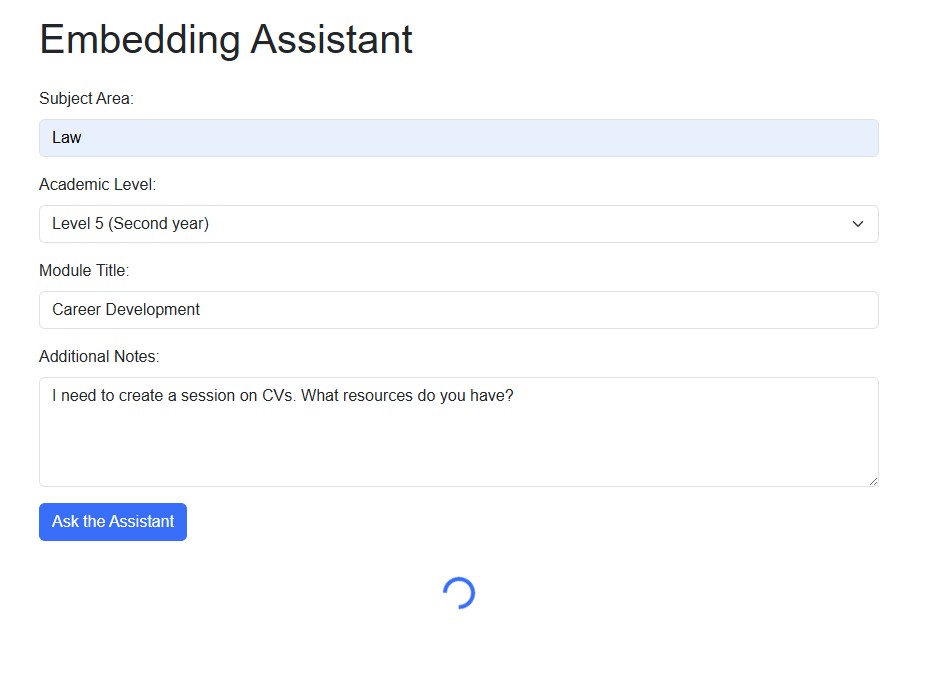 Embedding Assistant
Subject Area:
Law
Academic Level:
Level 5 (Second year)
Module Title:
Career Development
Additional Notes:
I need to create a session on CVs. What resources do you have?
Ask the Assistant